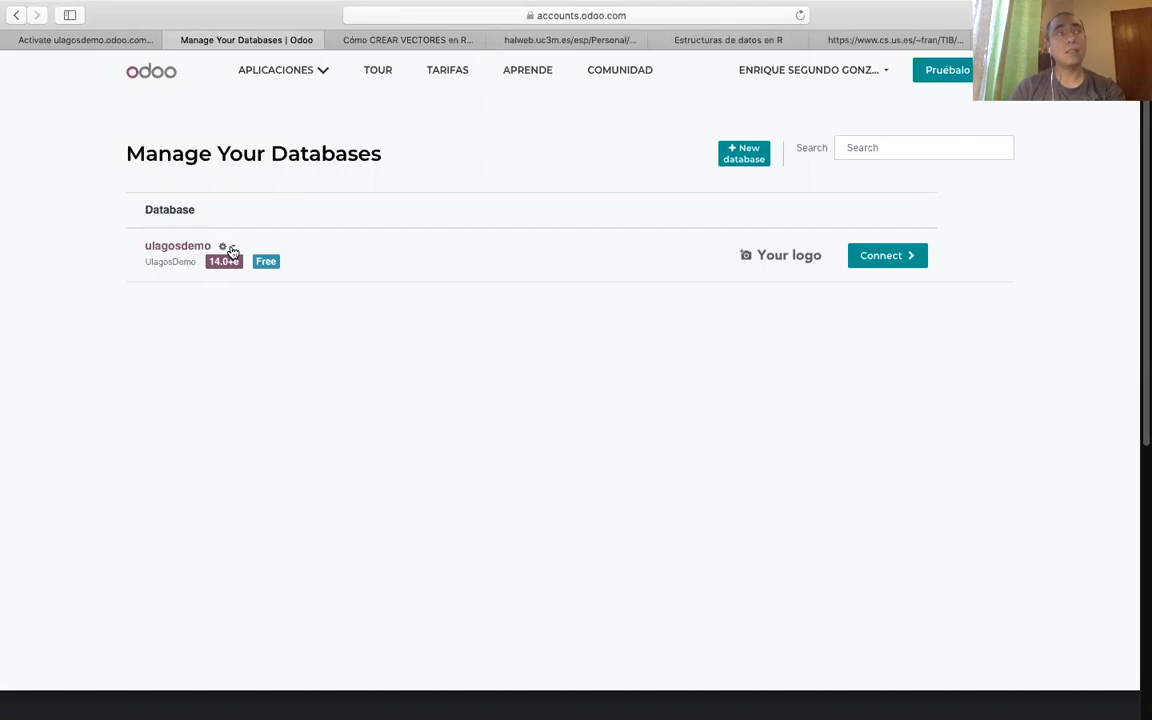 accounts.odoo.com
Activate ulagosdemo.odoo.com...
Manage Your Databases | Odoo
Cómo CREAR VECTORES en R...
halweb.uc3m.es/esp/Personal/...
Estructuras de datos en R
https://www.cs.us.es/~fran/TIB/...
odoo
APLICACIONES
TOUR
TARIFAS
APRENDE
COMUNIDAD
ENRIQUE SEGUNDO GONZ...
Pruébalo
Manage Your Databases
+ New
database
Search
Search
Database
ulagosdemo
UlagosDemo
14.0+e
Free
Your logo
Connect